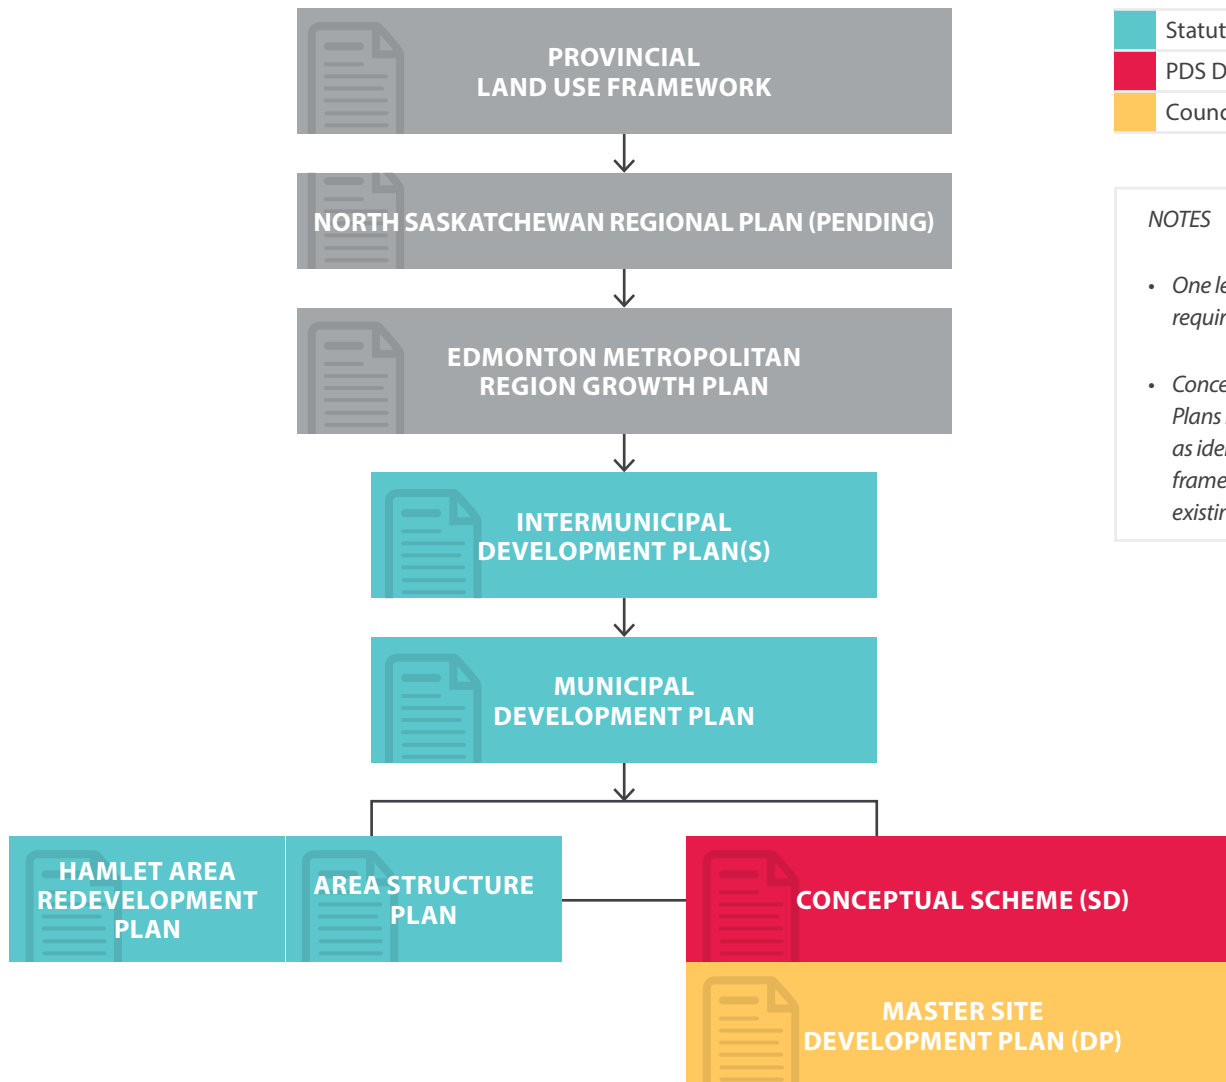 PROVINCIAL
LAND USE FRAMEWORK
NORTH SASKATCHEWAN REGIONAL PLAN (PENDING)
EDMONTON METROPOLITAN
REGION GROWTH PLAN
INTERMUNICIPAL
DEVELOPMENT PLAN(S)
MUNICIPAL
DEVELOPMENT PLAN
HAMLET AREA
REDEVELOPMENT
PLAN
AREA STRUCTURE
PLAN
CONCEPTUAL SCHEME (SD)
MASTER SITE
DEVELOPMENT PLAN (DP)
Statut
PDS D
Counc
NOTES
• One le
requir
• Conce
Plans
as ide
frame
existin